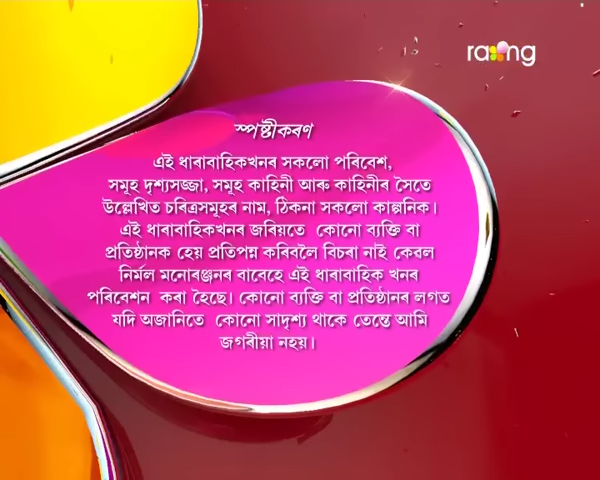 rang
স্পষ্টীকৰণ
এই ধাৰাবাহিকখনৰ সকলো পৰিবেশ,
সমূহ দৃশ্যসজ্জা, সমূহ কাহিনী আৰু কাহিনীৰ সৈতে
উল্লেখিত চৰিত্ৰসমূহৰ নাম, ঠিকনা সকলো কাল্পনিক।
এই ধাৰাবাহিকখনৰ জৰিয়তে কোনো ব্যক্তি বা
প্ৰতিষ্ঠানক হেয় প্ৰতিপন্ন কৰিবলৈ বিচৰা নাই কেৱল
নিৰ্মল মনোৰঞ্জনৰ বাবেহে এই ধাৰাবাহিক খনৰ
পৰিবেশন কৰা হৈছে। কোনো ব্যক্তি বা প্ৰতিষ্ঠানৰ লগত
যদি অজানিতে কোনো সাদৃশ্য থাকে তেন্তে আমি
জগৰীয়া নহয়।